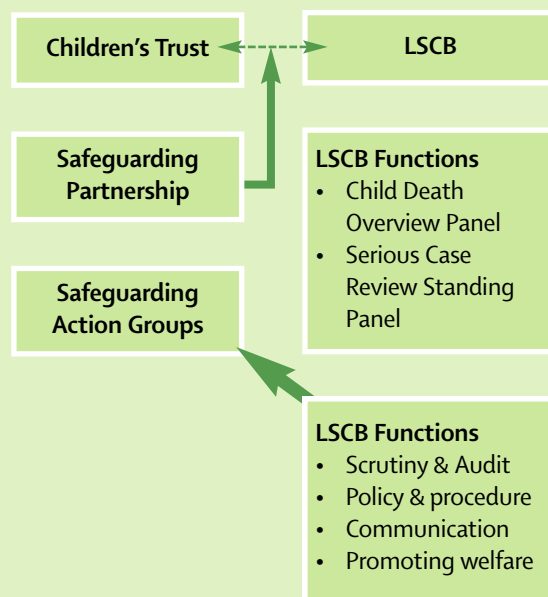 Children’s Trust
LSCB
Safeguarding
Partnership
LSCB Functions
• Child Death
Overview Panel
• Serious Case
Review Standing
Panel
Safeguarding
Action Groups
LSCB Functions
• Scrutiny & Audit
• Policy & procedure
• Communication
• Promoting welfare